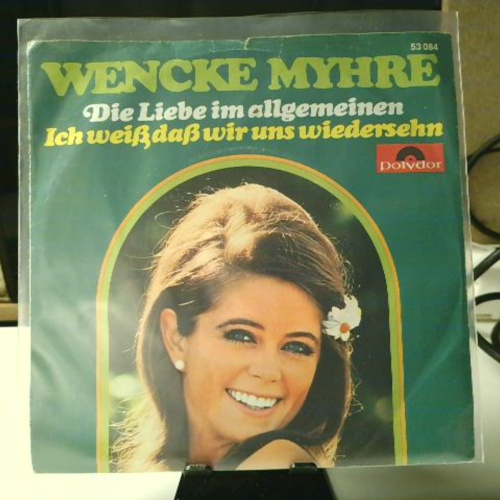 53 084
WENCKE MYHRE
Die Liebe im allgemeinen
Ich weiß, daß wir uns wiedersehn
Polydor